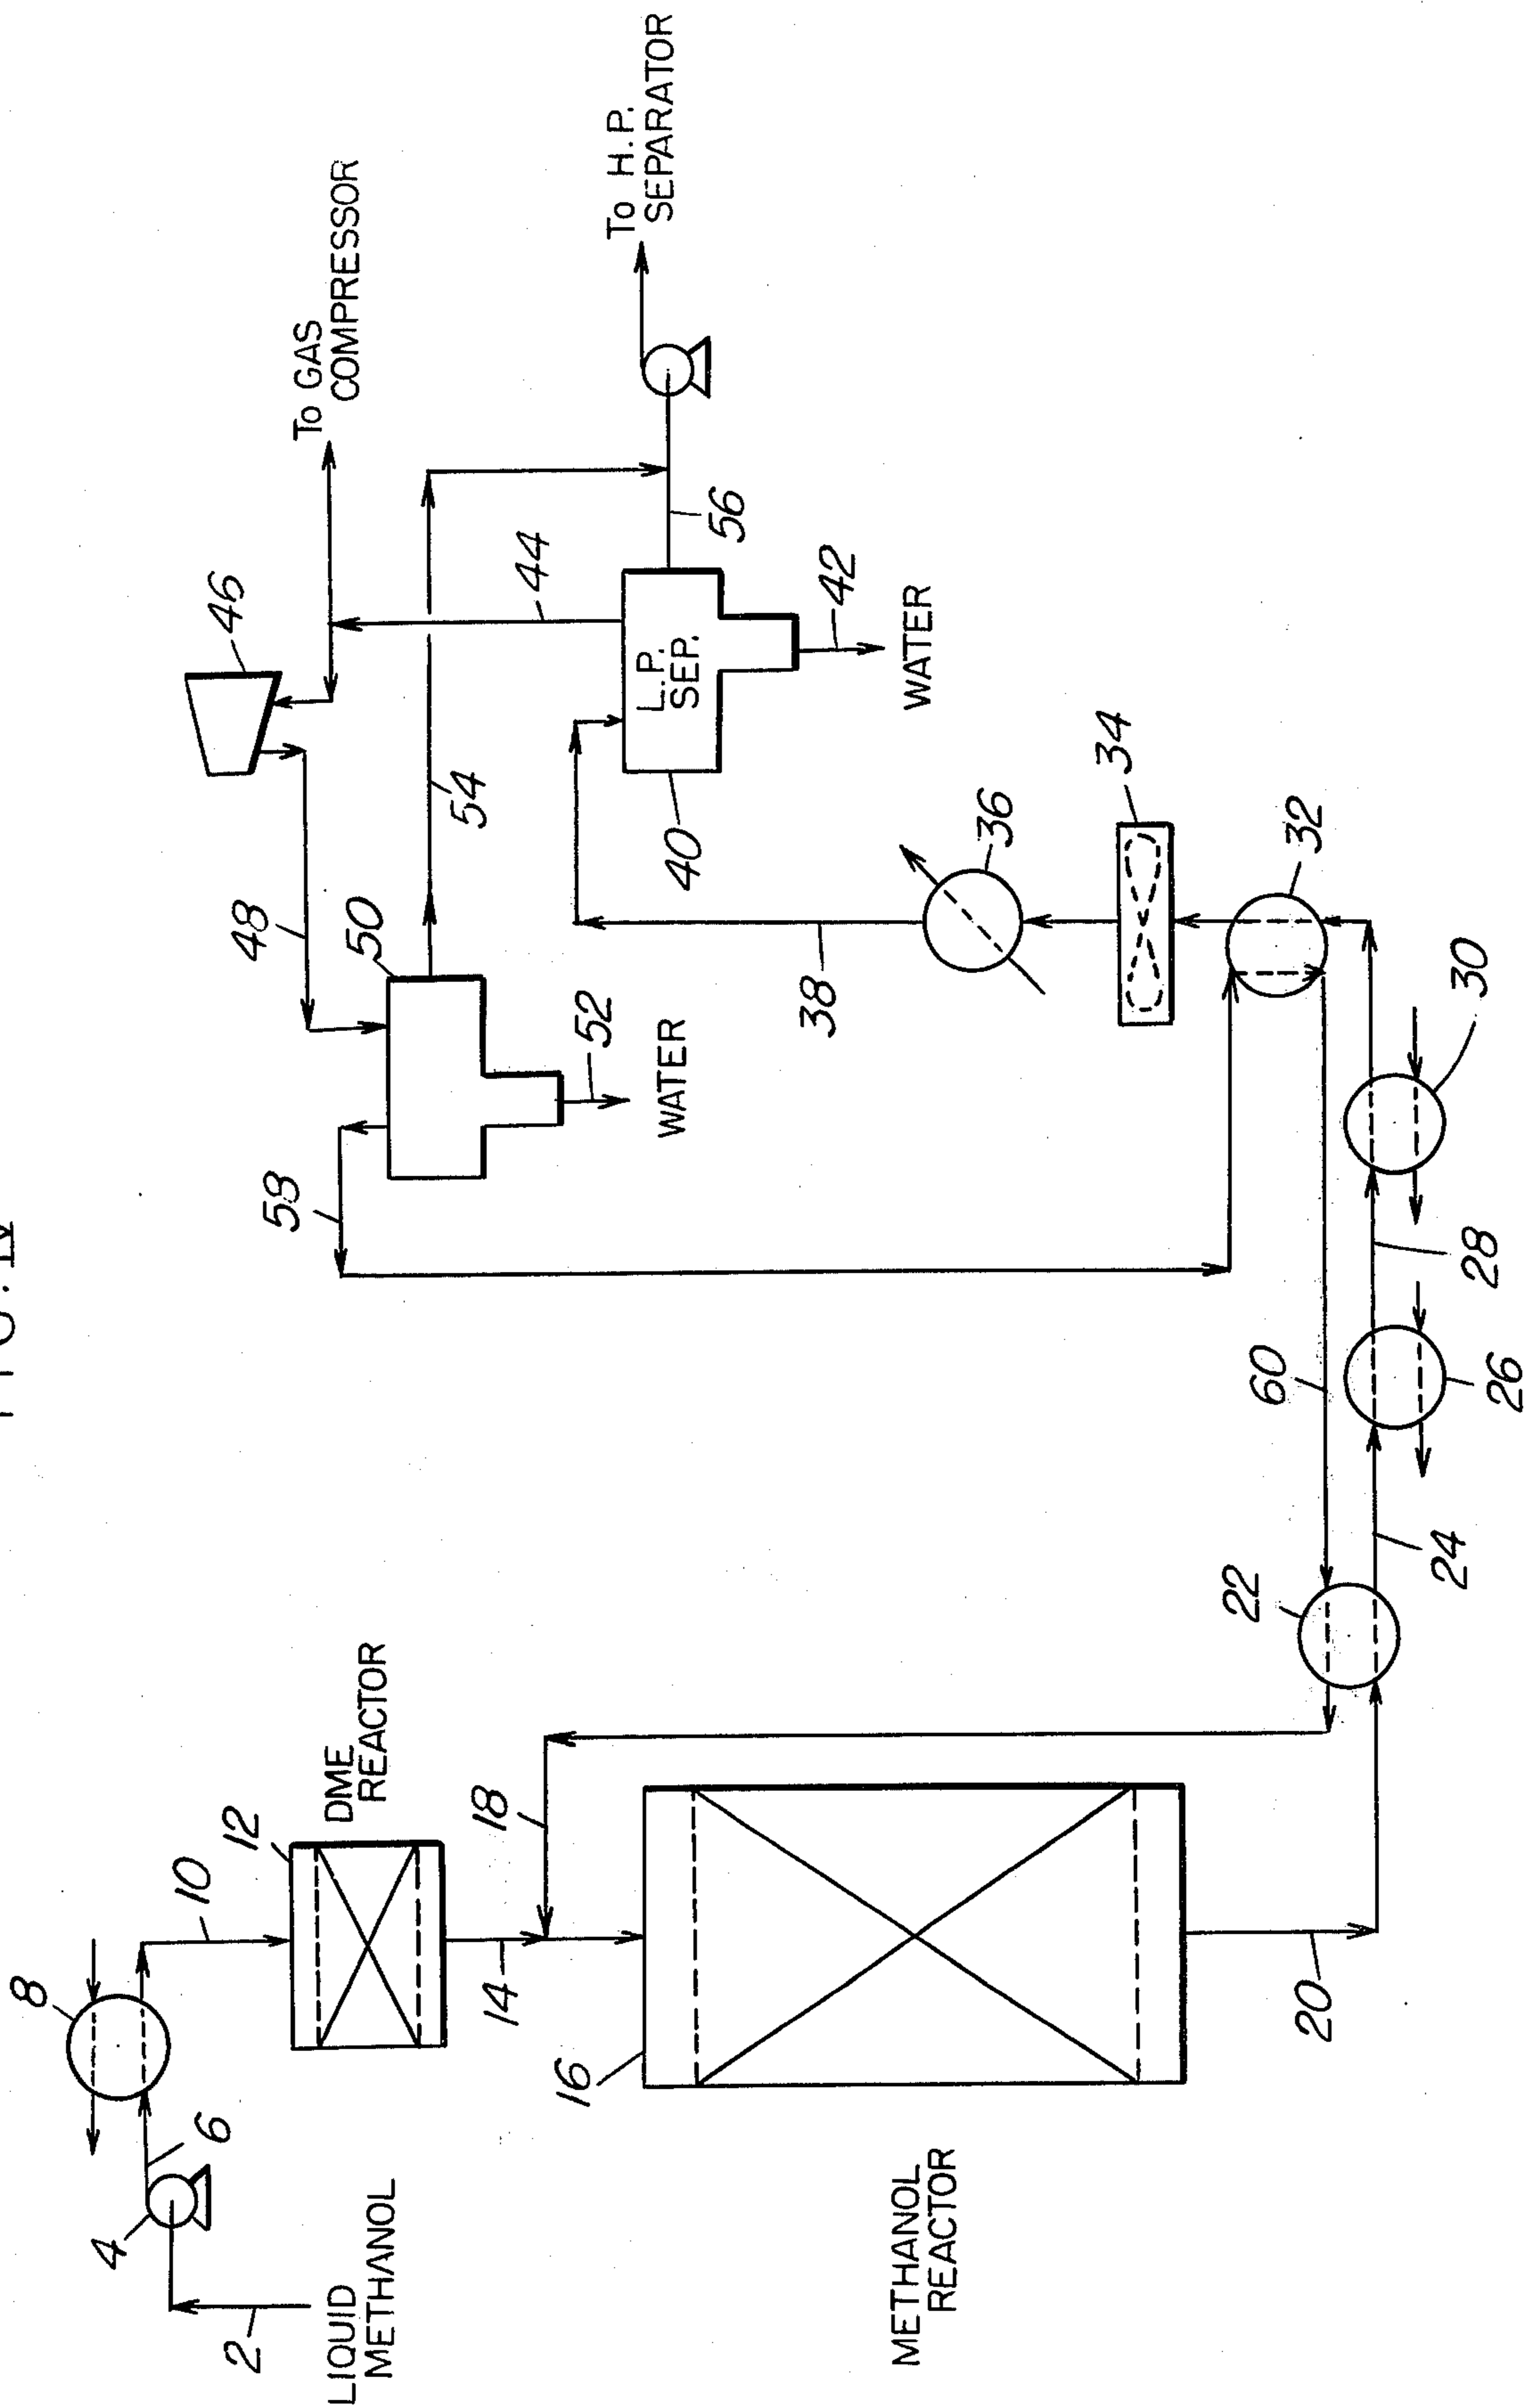 2
LIQUID
METHANOL
4
6
8
10
12
DME
REACTOR
14
16
METHANOL
REACTOR
18
20
22
24
26
28
30
32
34
36
38
40
L.P.
SEP.
42
WATER
44
46
To GAS
COMPRESSOR
48
50
52
WATER
54
56
To H.P.
SEPARATOR
58
60